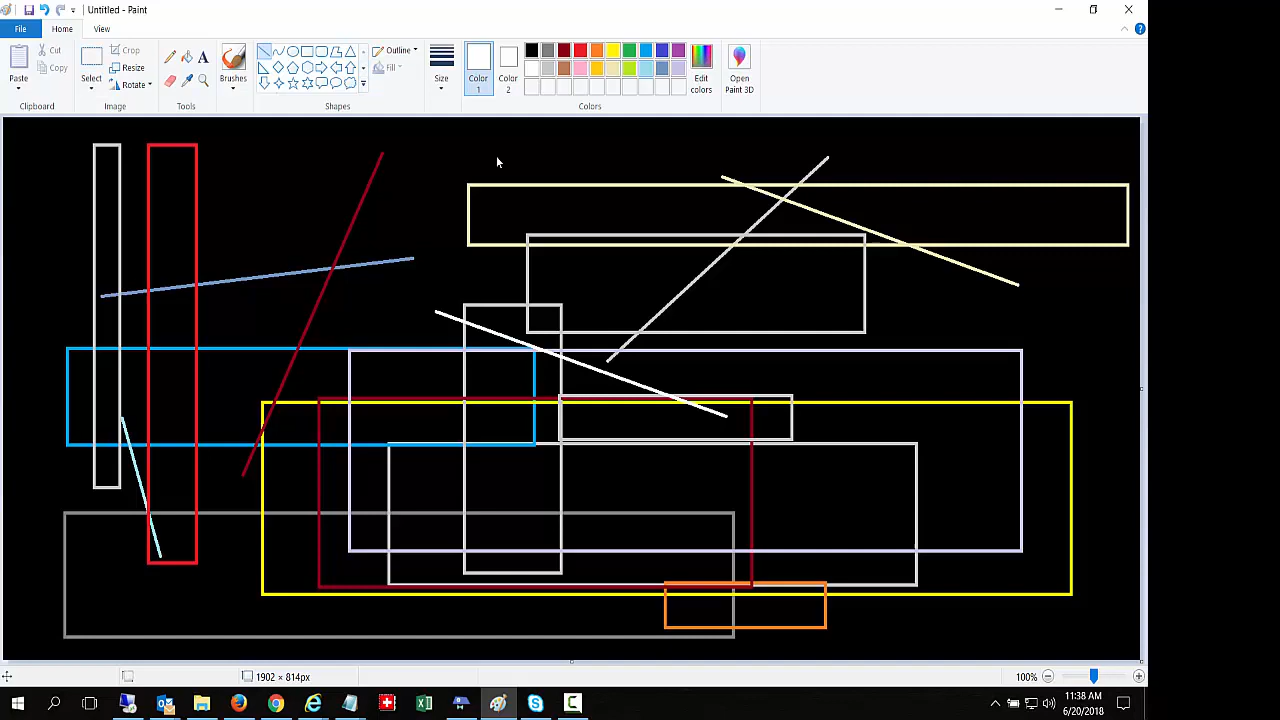 Untitled - Paint
File Home View
Paste
Cut
Copy
Clipboard
Select
Crop
Resize
Rotate
Image
A
Tools
Brushes
Outline
Fill
Shapes
Size
Color 1
Color 2
Colors
Edit colors
Open Paint 3D
1902 × 814px
100%
11:38 AM
6/20/2018